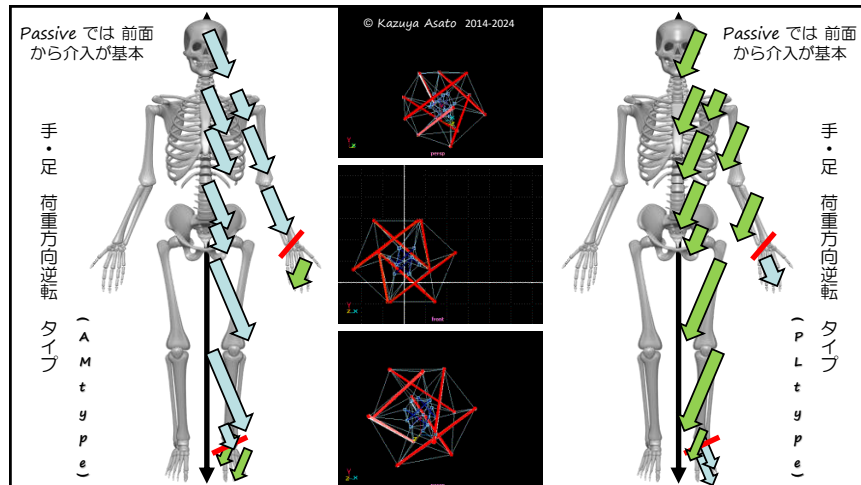 Passive では 前面
から介入が基本
手・足 荷重方向逆転 タイプ
(AMtype)
© Kazuya Asato 2014-2024
persp
front
Passive では 前面
から介入が基本
手・足 荷重方向逆転 タイプ
(PLtype)